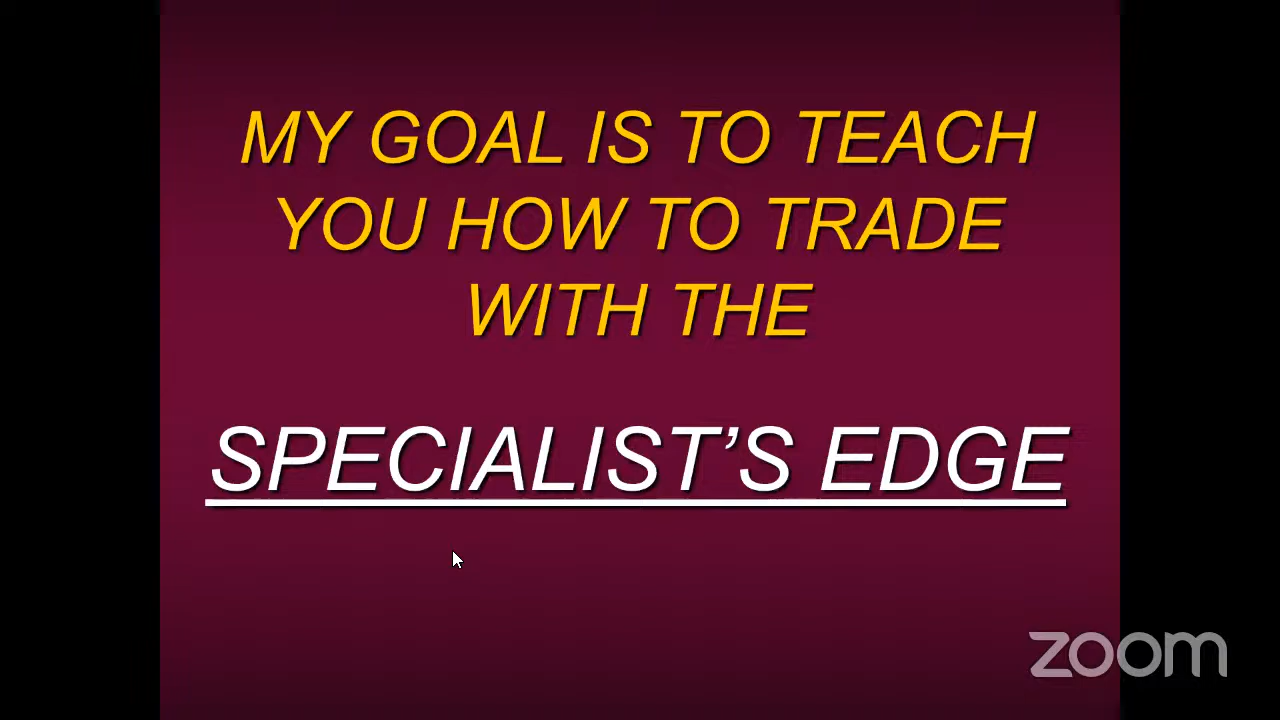 MY GOAL IS TO TEACH
YOU HOW TO TRADE
WITH THE
SPECIALIST’S EDGE
zoom